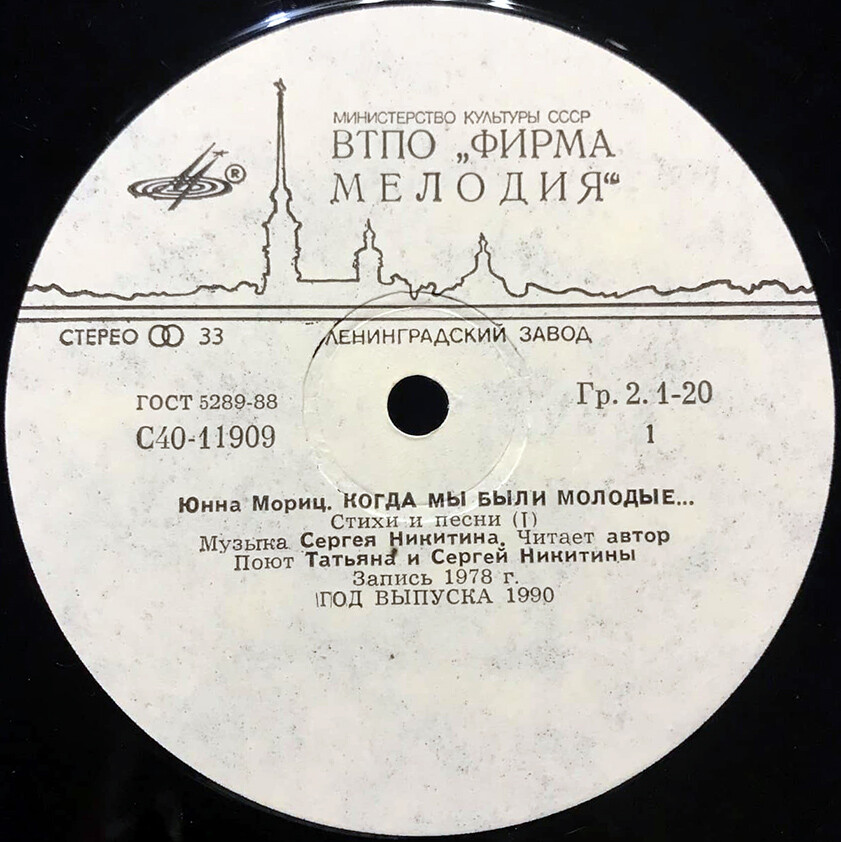 МИНИСТЕРСТВО КУЛЬТУРЫ СССР
ВТПО „ФИРМА
МЕЛОДИЯ“
®
СТЕРЕО 33
ЛЕНИНГРАДСКИЙ ЗАВОД
ГОСТ 5289-88
Гр. 2. 1-20
С40-11909
1
Юнна Мориц. КОГДА МЫ БЫЛИ МОЛОДЫЕ...
Стихи и песни (I)
Музыка Сергея Никитина. Читает автор
Поют Татьяна и Сергей Никитины
Запись 1978 г.
ГОД ВЫПУСКА 1990